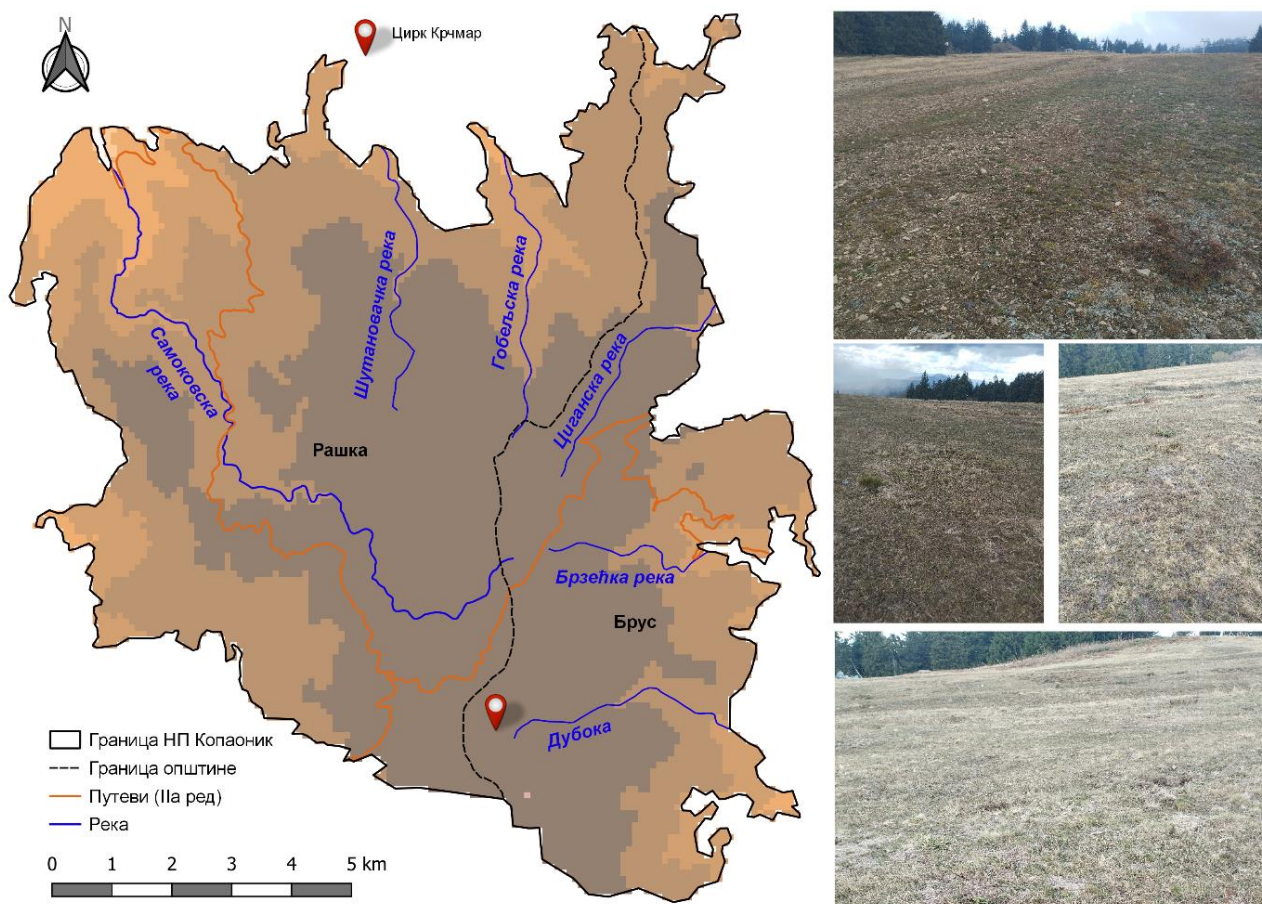 N
Цирк Крчмар
Самоковска
река
Шутановачка река
Гобељска река
Циганска река
Рашка
Брзећка река
Брус
Дубока
Граница НП Копаоник
Граница општине
Путеви (IIа ред)
Река
0 1 2 3 4 5 km